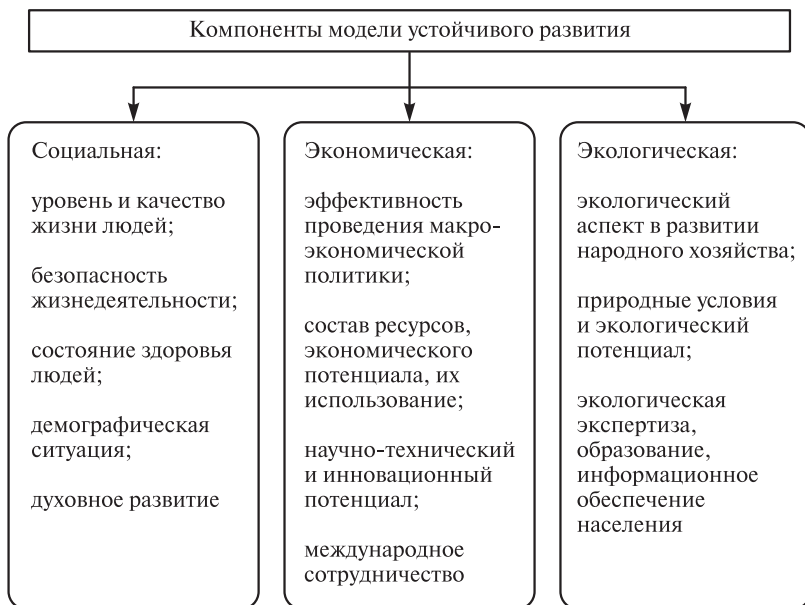 Компоненты модели устойчивого развития
Социальная:
уровень и качество
жизни людей;
безопасность
жизнедеятельности;
состояние здоровья
людей;
демографическая
ситуация;
духовное развитие
Экономическая:
эффективность
проведения макро-
экономической
политики;
состав ресурсов,
экономического
потенциала, их
использование;
научно-технический
и инновационный
потенциал;
международное
сотрудничество
Экологическая:
экологический
аспект в развитии
народного хозяйства;
природные условия
и экологический
потенциал;
экологическая
экспертиза,
образование,
информационное
обеспечение
населения